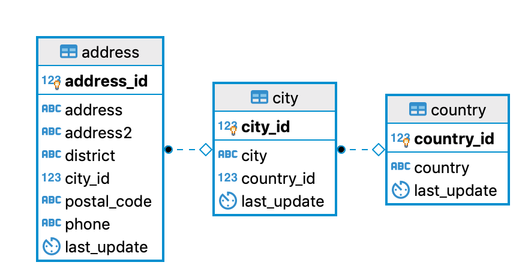 address
123 address_id
ABC address
ABC address2
ABC district
123 city_id
ABC postal_code
ABC phone
last_update
city
123 city_id
ABC city
123 country_id
last_update
country
123 country_id
ABC country
last_update